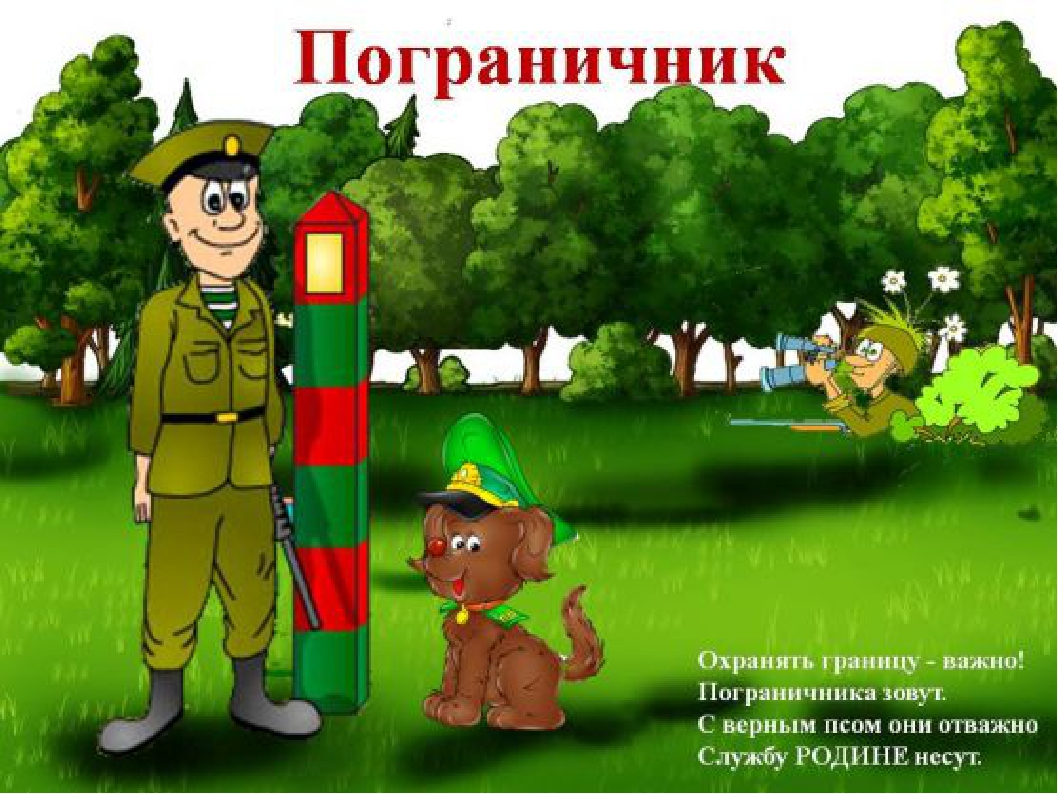 Пограничник
Охранять границу - важно!
Пограничника зовут.
С верным псом они отважно
Службу РОДИНЕ несут.